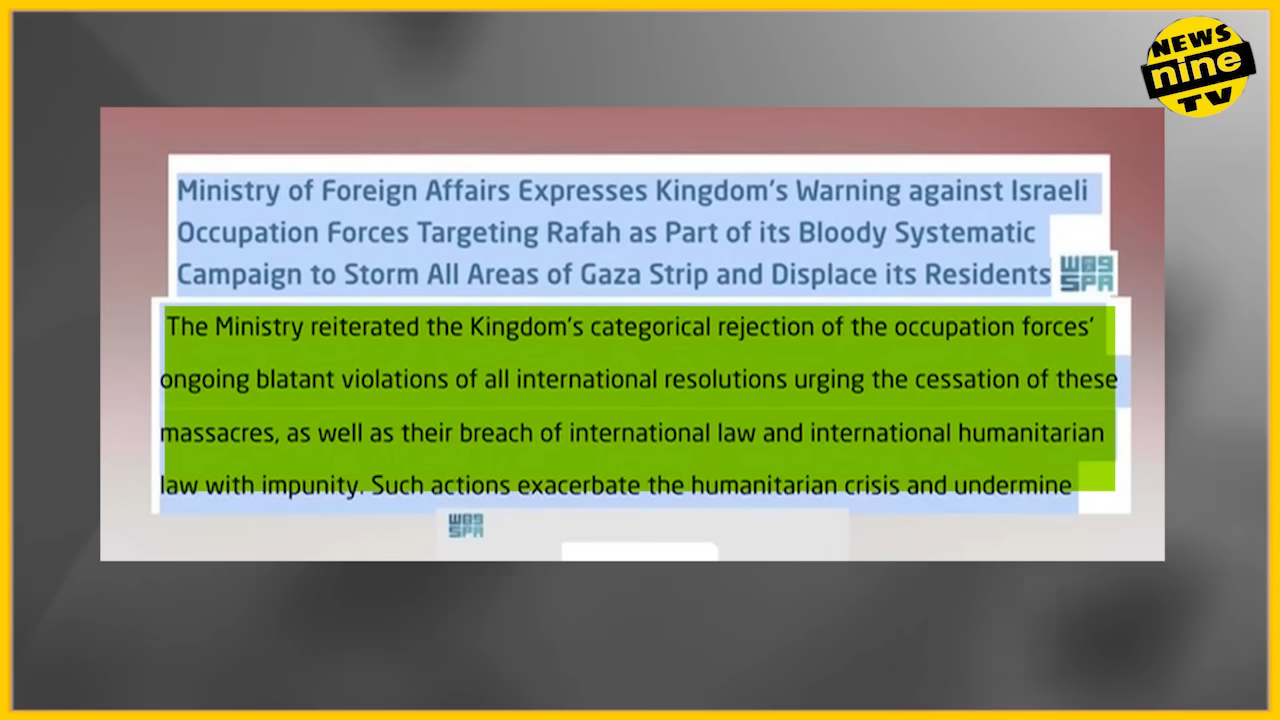 NEWS
nine
TV
Ministry of Foreign Affairs Expresses Kingdom's Warning against Israeli
Occupation Forces Targeting Rafah as Part of its Bloody Systematic
Campaign to Storm All Areas of Gaza Strip and Displace its Residents
واس
SPA
The Ministry reiterated the Kingdom's categorical rejection of the occupation forces'
ongoing blatant violations of all international resolutions urging the cessation of these
massacres, as well as their breach of international law and international humanitarian
law with impunity. Such actions exacerbate the humanitarian crisis and undermine
واس
SPA